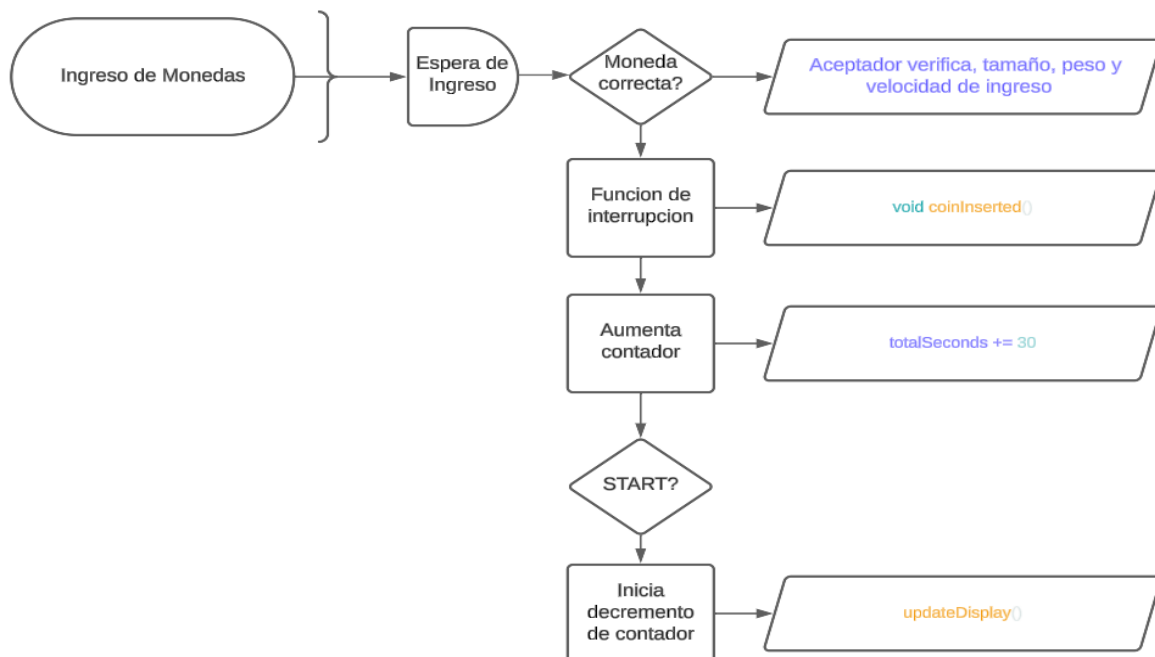 Ingreso de Monedas
Espera de
Ingreso
Moneda
correcta?
Aceptador verifica, tamaño, peso y
velocidad de ingreso
Funcion de
interrupcion
void coinInserted()
Aumenta
contador
totalSeconds += 30
START?
Inicia
decremento
de contador
updateDisplay()